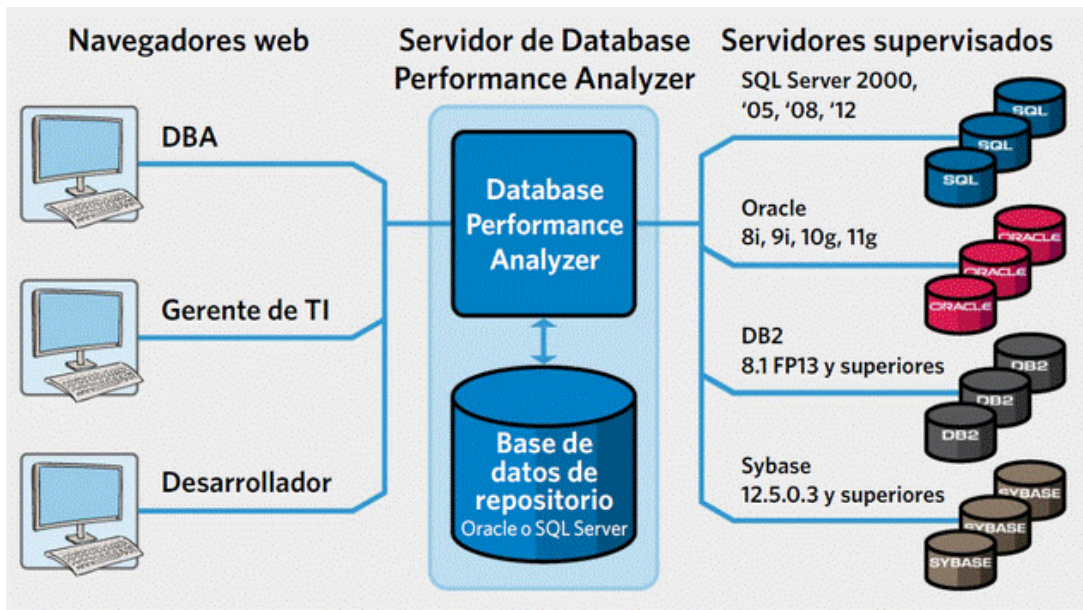 Navegadores web
DBA
Gerente de TI
Desarrollador
Servidor de Database
Performance Analyzer
Database
Performance
Analyzer
Base de
datos de
repositorio
Oracle o SQL Server
Servidores supervisados
SQL Server 2000,
‘05, ‘08, ‘12
SQL
SQL
SQL
Oracle
8i, 9i, 10g, 11g
ORACLE
ORACLE
ORACLE
DB2
8.1 FP13 y superiores
DB2
DB2
DB2
Sybase
12.5.0.3 y superiores
SYBASE
SYBASE
SYBASE